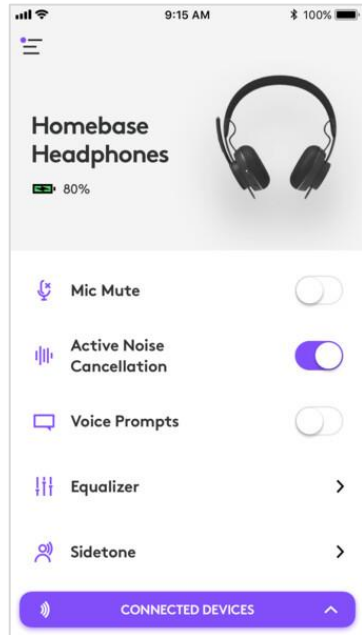 9:15 AM
100%
Homebase
Headphones
80%
Mic Mute
Active Noise
Cancellation
Voice Prompts
Equalizer
Sidetone
CONNECTED DEVICES